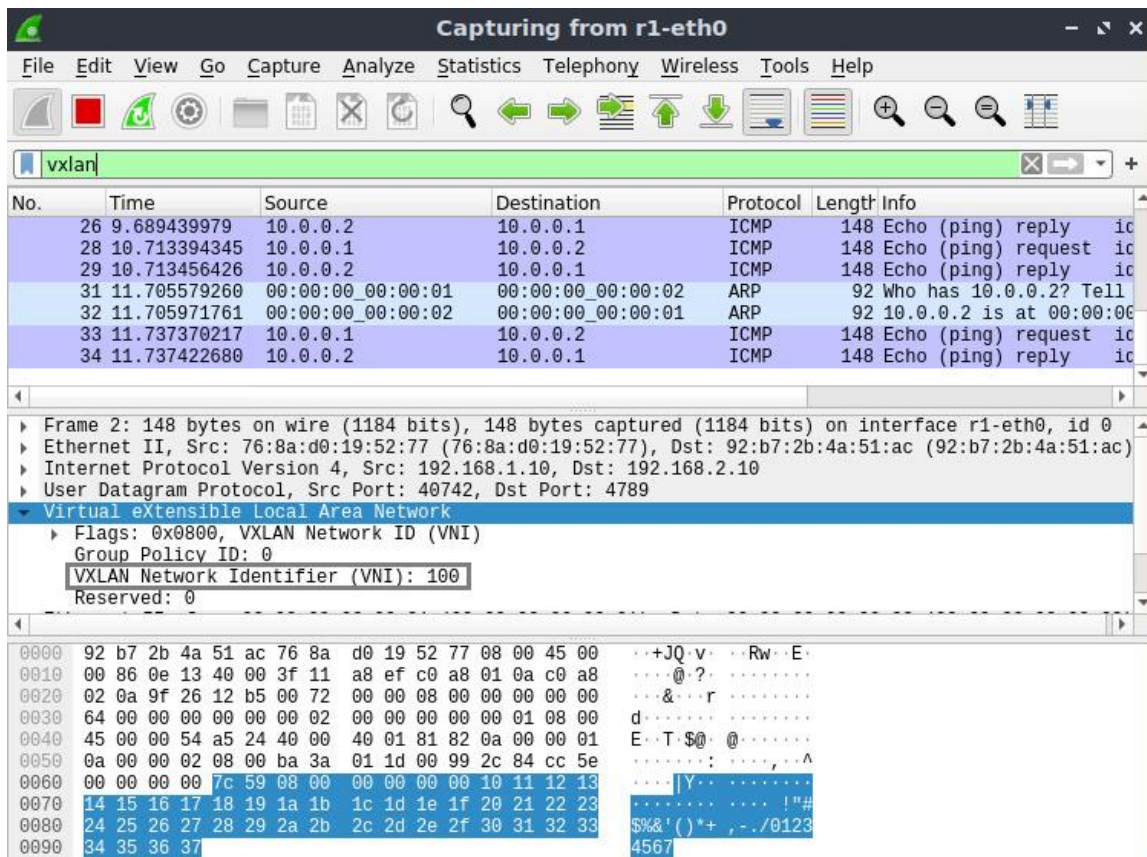 Capturing from r1-eth0
File Edit View Go Capture Analyze Statistics Telephony Wireless Tools Help
vxlan
No. Time Source Destination Protocol Length Info
26 9.689439979 10.0.0.2 10.0.0.1 ICMP 148 Echo (ping) reply
28 10.713394345 10.0.0.1 10.0.0.2 ICMP 148 Echo (ping) request
29 10.713456426 10.0.0.2 10.0.0.1 ICMP 148 Echo (ping) reply
31 11.705579260 00:00:00_00:00:01 00:00:00_00:00:02 ARP 92 Who has 10.0.0.2? Tell
32 11.705971761 00:00:00_00:00:02 00:00:00_00:00:01 ARP 92 10.0.0.2 is at
33 11.737370217 10.0.0.1 10.0.0.2 ICMP 148 Echo (ping) request
34 11.737422680 10.0.0.2 10.0.0.1 ICMP 148 Echo (ping) reply
Frame 2: 148 bytes on wire (1184 bits), 148 bytes captured (1184 bits) on interface r1-eth0, id 0
Ethernet II, Src: 76:8a:d0:19:52:77 (76:8a:d0:19:52:77), Dst: 92:b7:2b:4a:51:ac (92:b7:2b:4a:51:ac)
Internet Protocol Version 4, Src: 192.168.1.10, Dst: 192.168.2.10
User Datagram Protocol, Src Port: 40742, Dst Port: 4789
Virtual eXtensible Local Area Network
Flags: 0x0800, VXLAN Network ID (VNI)
Group Policy ID: 0
VXLAN Network Identifier (VNI): 100
Reserved: 0
0000 92 b7 2b 4a 51 ac 76 8a d0 19 52 77 08 00 45 00 ··+JQ·v· ··Rw··E·
0010 00 86 0e 13 40 00 3f 11 a8 ef c0 a8 01 0a c0 a8 ····@·?· ········
0020 02 0a 9f 26 12 b5 00 72 00 00 08 00 00 00 00 00 ···&···r ········
0030 64 00 00 00 00 00 00 02 00 00 00 00 00 01 08 00 d······· ········
0040 45 00 00 54 a5 24 40 00 40 01 81 82 0a 00 00 01 E··T·$@· @·······
0050 0a 00 00 02 08 00 ba 3a 01 1d 00 99 2c 84 cc 5e ·······: ····,··^
0060 00 00 00 00 7c 59 08 00 00 00 00 00 10 11 12 13 ····|Y·· ········
0070 14 15 16 17 18 19 1a 1b 1c 1d 1e 1f 20 21 22 23 ········ ···· !"#
0080 24 25 26 27 28 29 2a 2b 2c 2d 2e 2f 30 31 32 33 $%&'()*+ ,-./0123
0090 34 35 36 37 4567